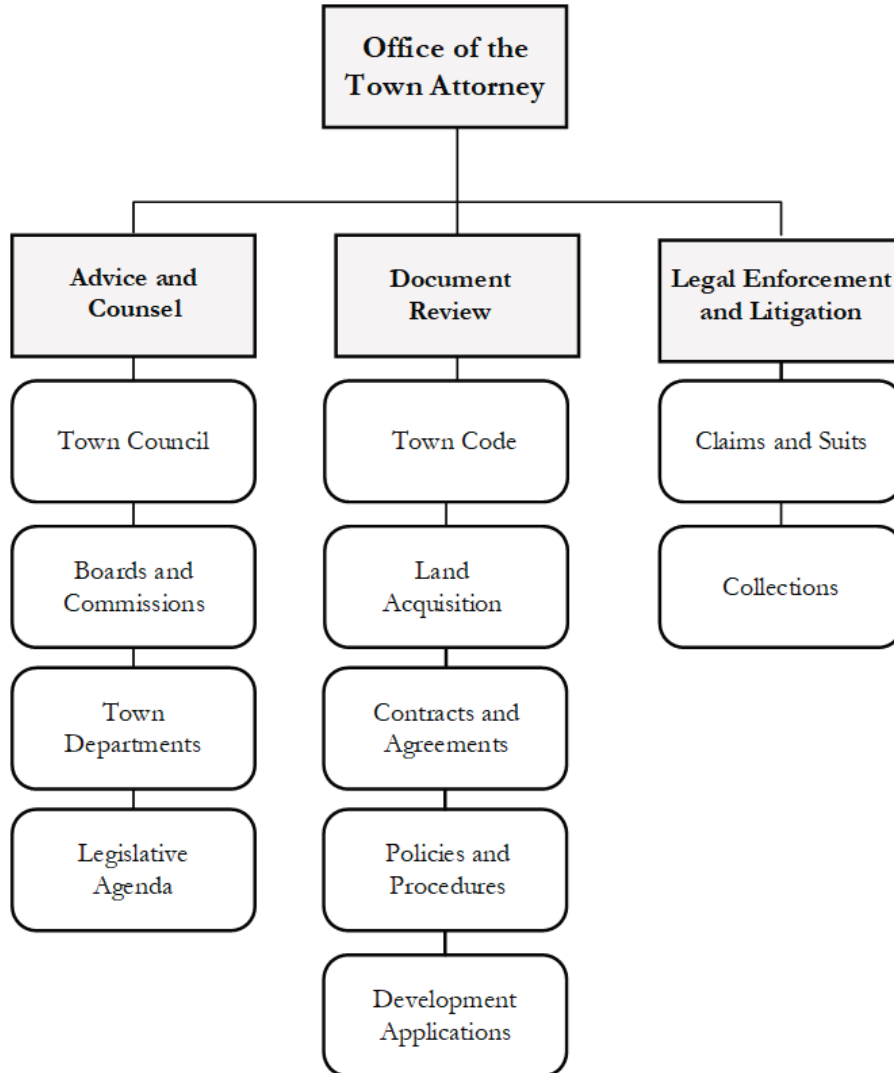 Office of the
Town Attorney
Advice and
Counsel
Document
Review
Legal Enforcement
and Litigation
Town Council
Town Code
Claims and Suits
Boards and
Commissions
Land
Acquisition
Collections
Town
Departments
Contracts and
Agreements
Legislative
Agenda
Policies and
Procedures
Development
Applications